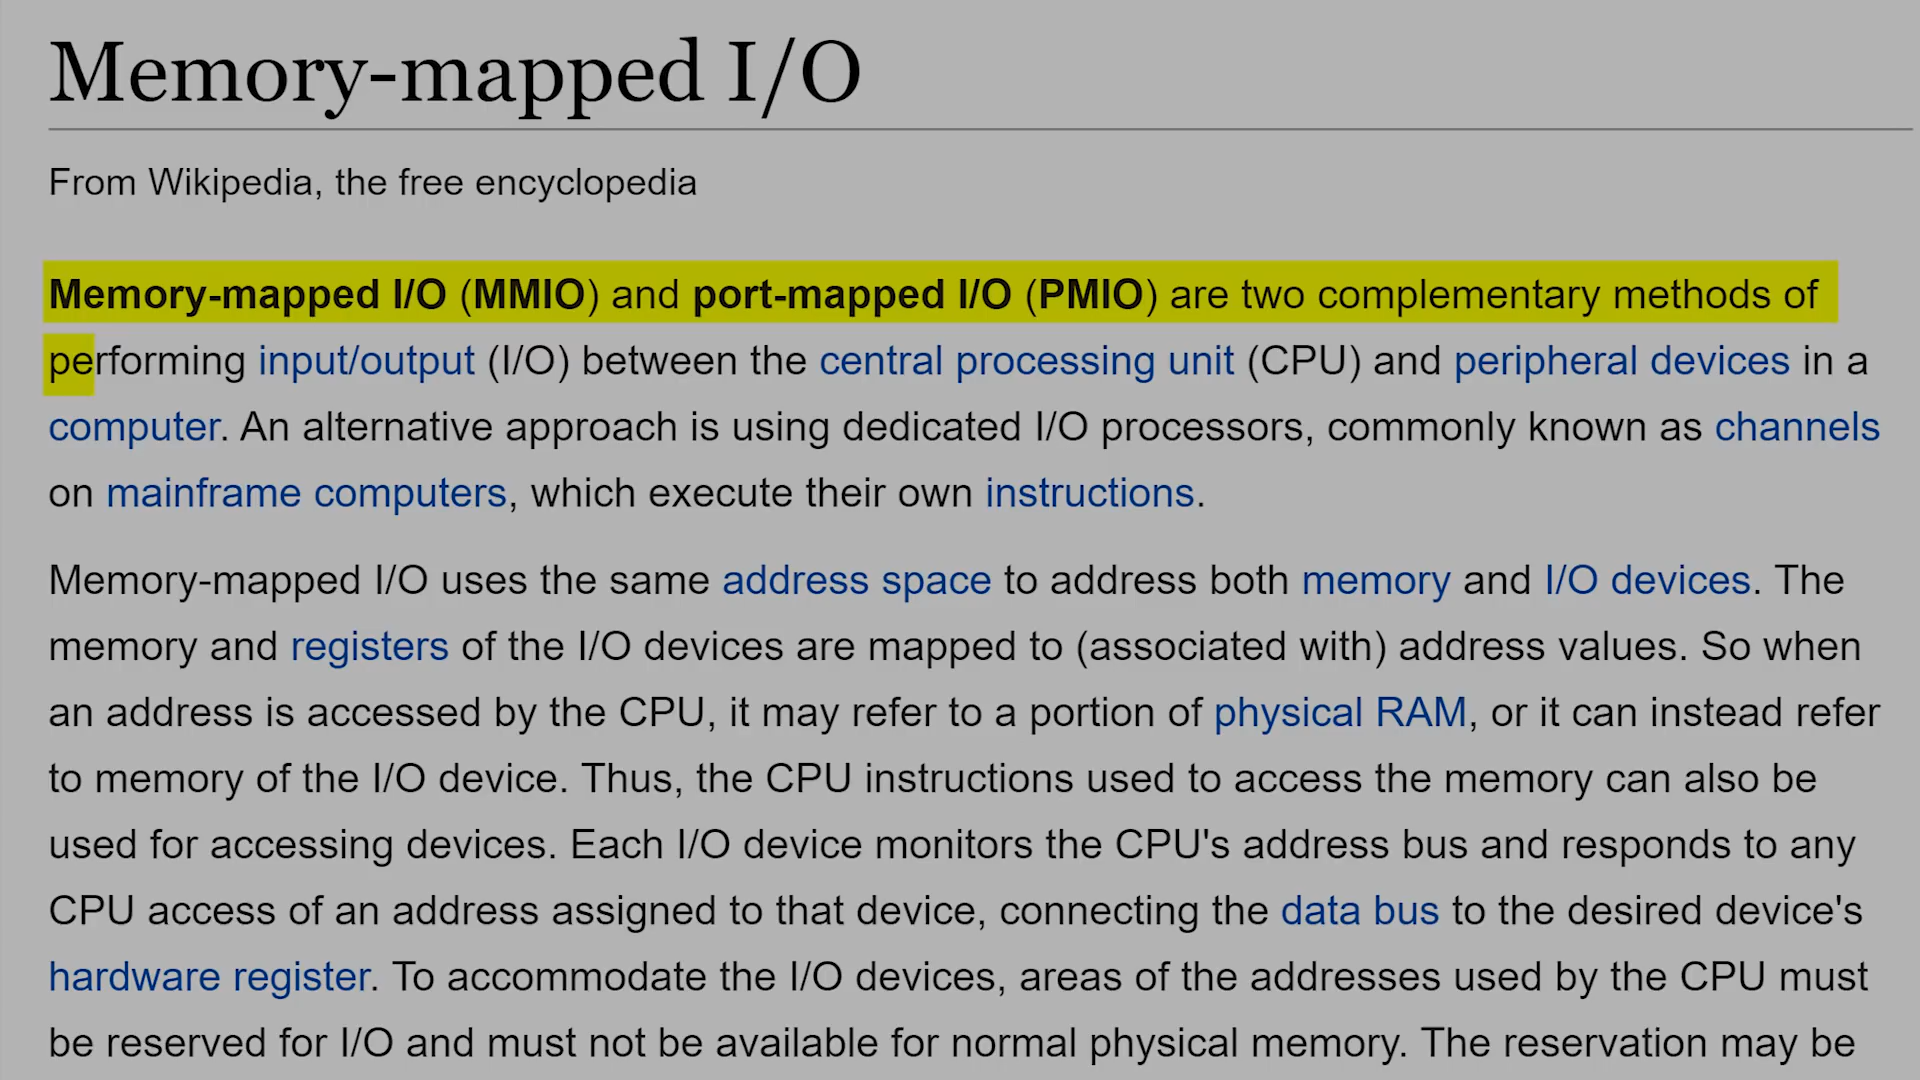 Memory-mapped I/O
From Wikipedia, the free encyclopedia
Memory-mapped I/O (MMIO) and port-mapped I/O (PMIO) are two complementary methods of
performing input/output (I/O) between the central processing unit (CPU) and peripheral devices in a
computer. An alternative approach is using dedicated I/O processors, commonly known as channels
on mainframe computers, which execute their own instructions.
Memory-mapped I/O uses the same address space to address both memory and I/O devices. The
memory and registers of the I/O devices are mapped to (associated with) address values. So when
an address is accessed by the CPU, it may refer to a portion of physical RAM, or it can instead refer
to memory of the I/O device. Thus, the CPU instructions used to access the memory can also be
used for accessing devices. Each I/O device monitors the CPU's address bus and responds to any
CPU access of an address assigned to that device, connecting the data bus to the desired device's
hardware register. To accommodate the I/O devices, areas of the addresses used by the CPU must
be reserved for I/O and must not be available for normal physical memory. The reservation may be